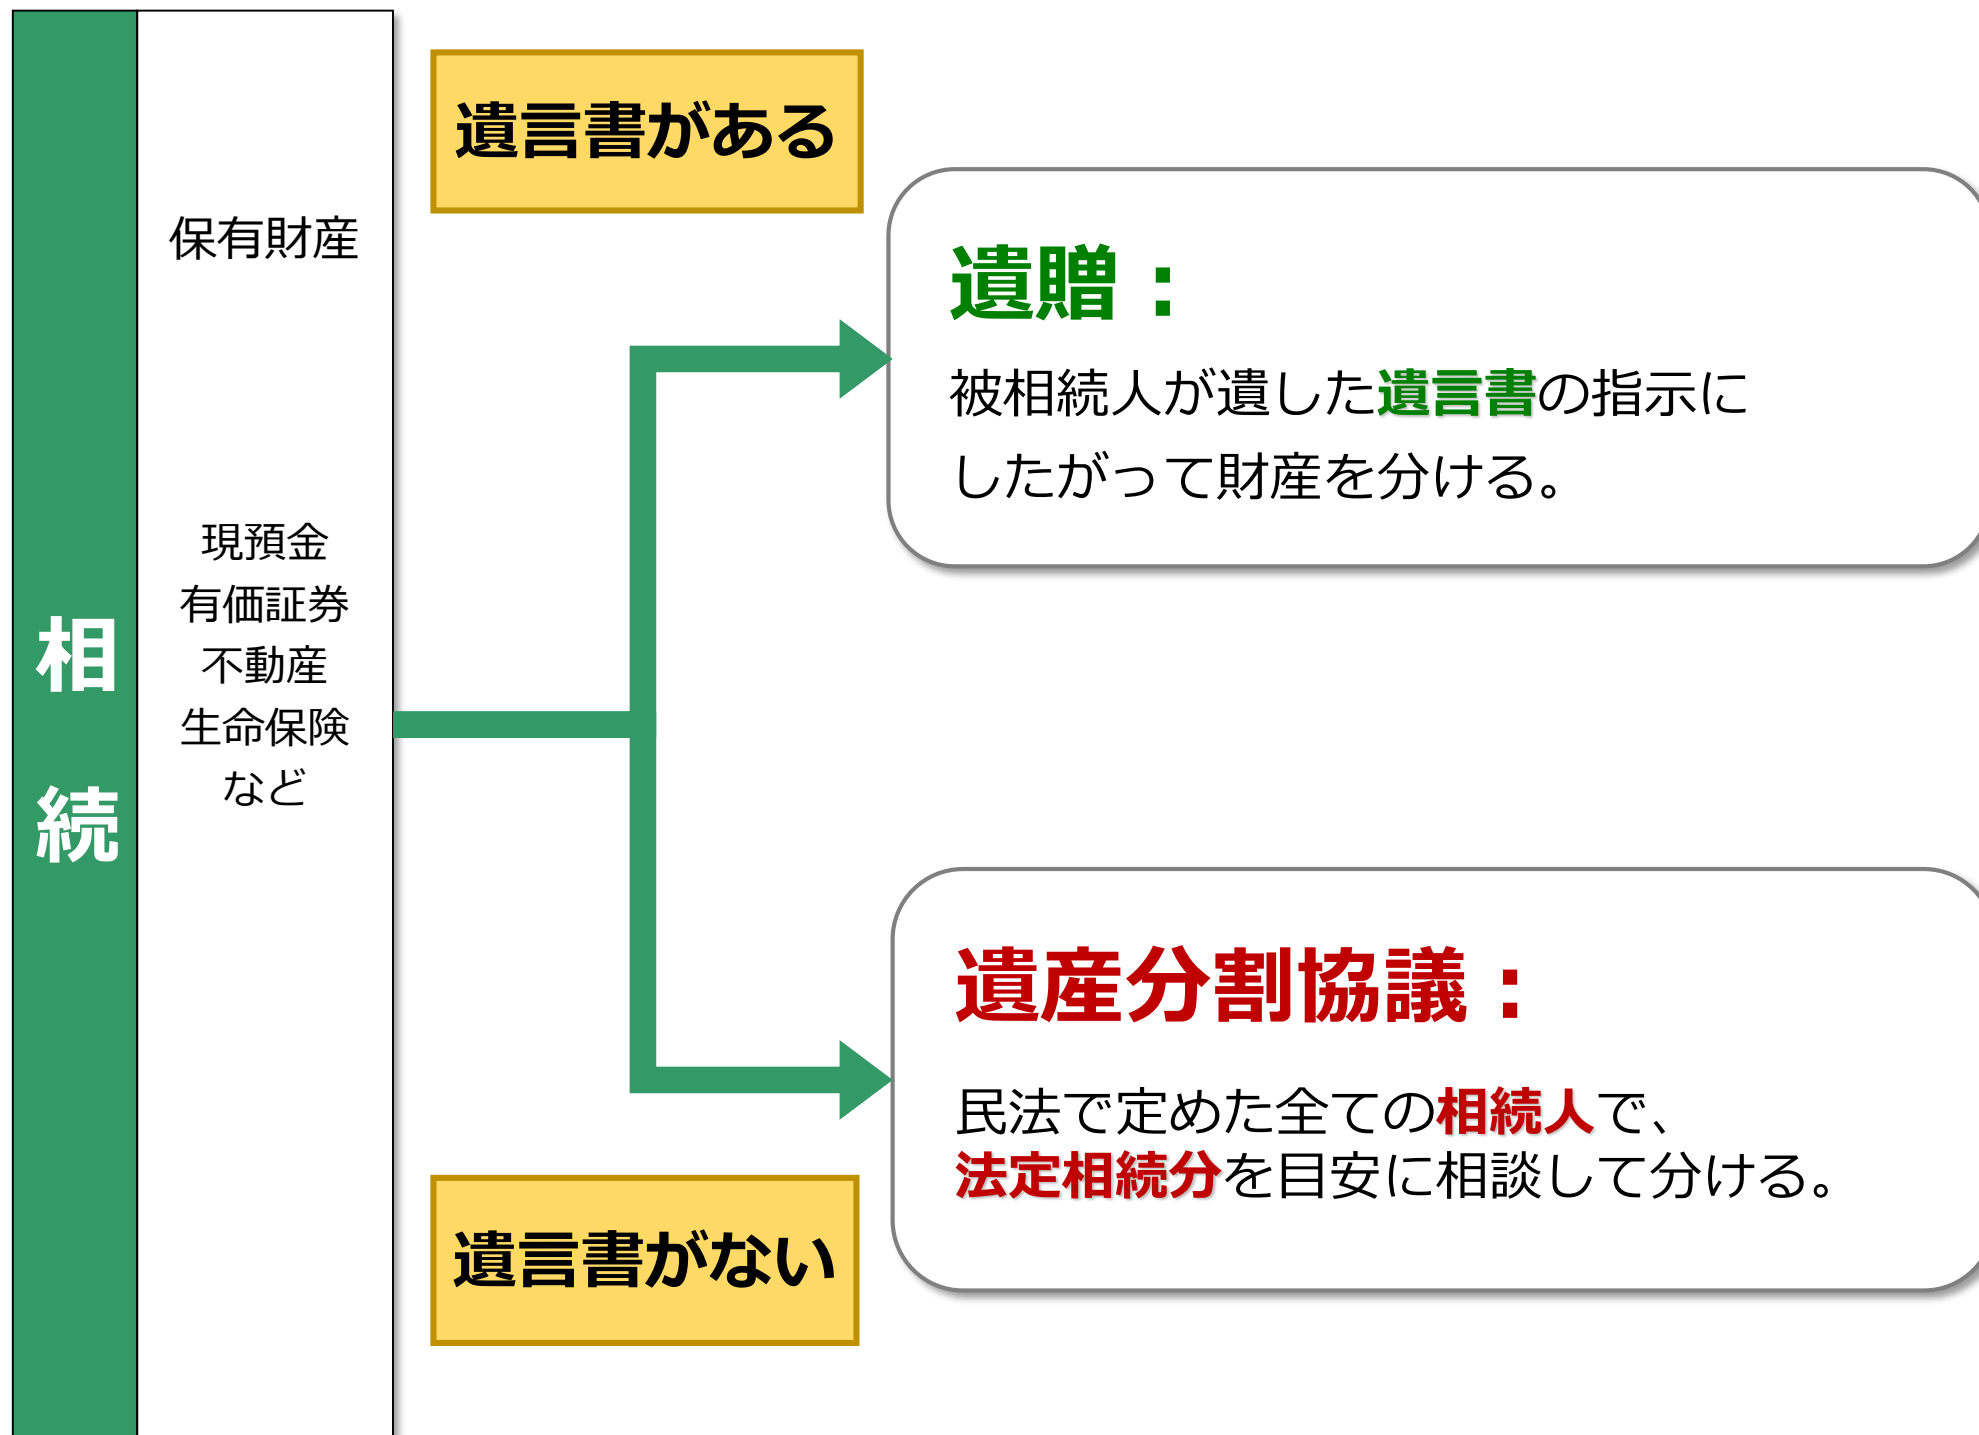 相続
保有財産
現預金
有価証券
不動産
生命保険
など
遺言書がある
遺贈：
被相続人が遺した遺言書の指示に
したがって財産を分ける。
遺産分割協議：
民法で定めた全ての相続人で、
法定相続分を目安に相談して分ける。
遺言書がない